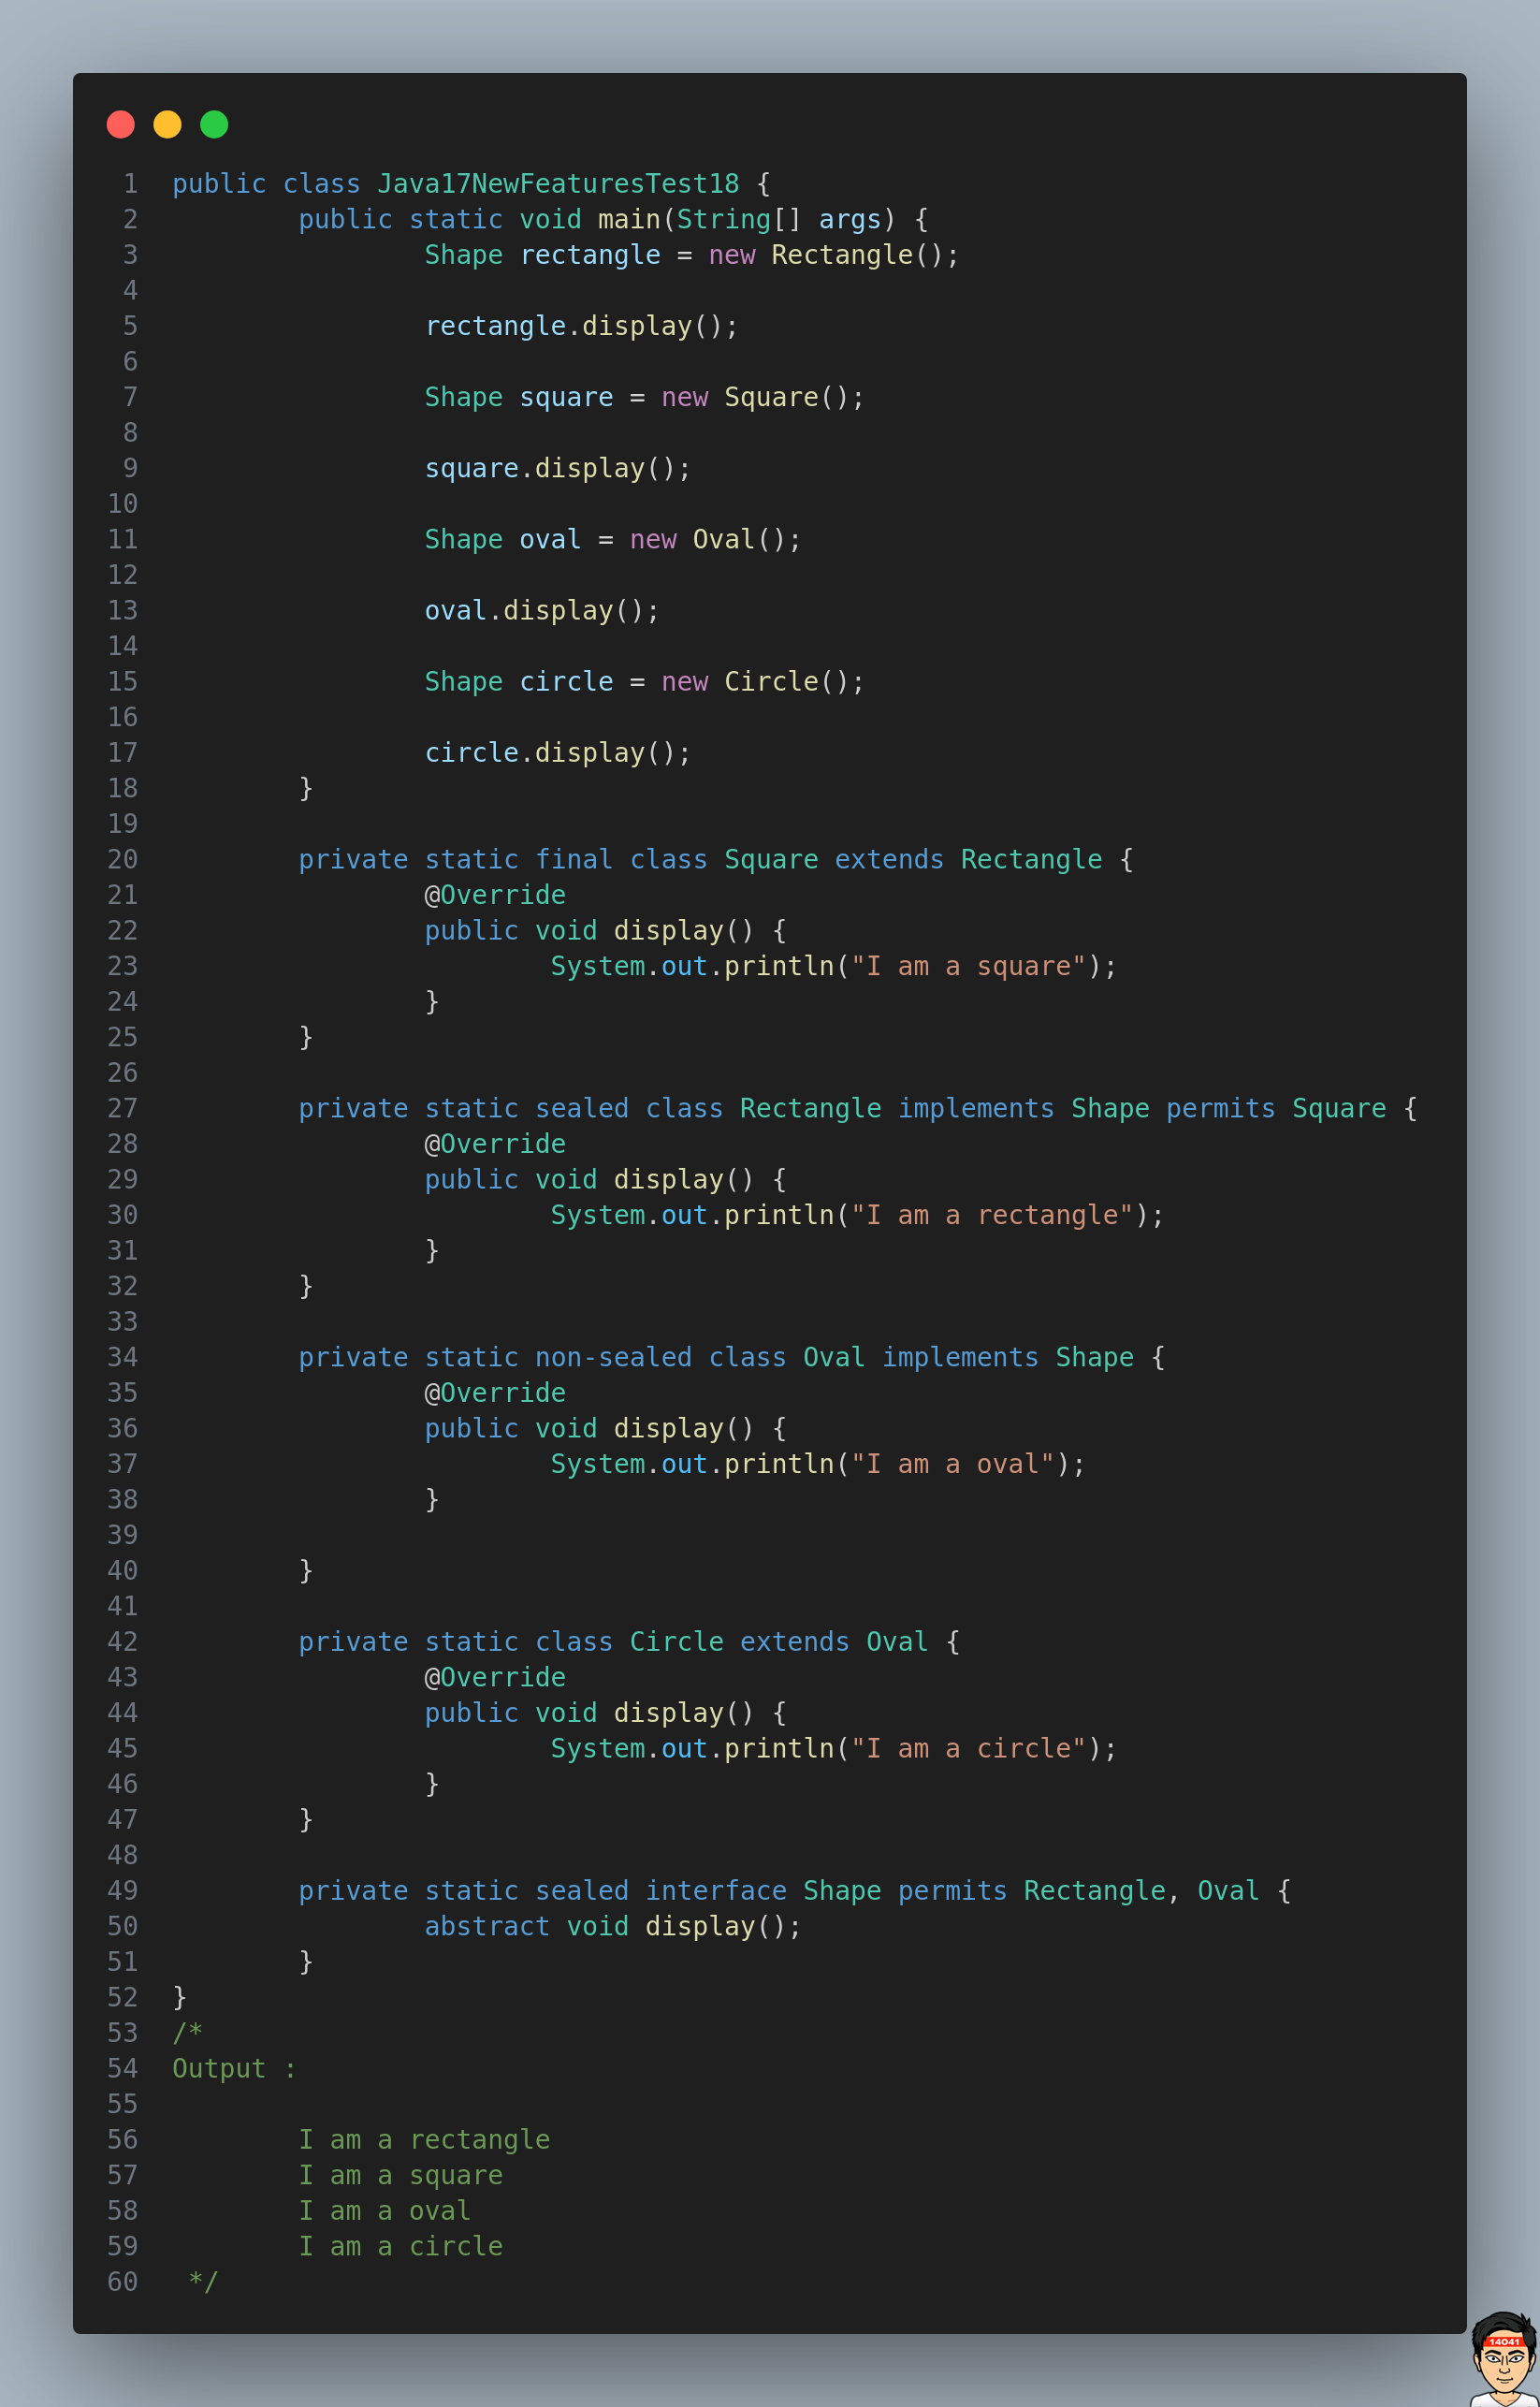 1 public class Java17NewFeaturesTest18 {
2 public static void main(String[] args) {
3 Shape rectangle = new Rectangle();
4
5 rectangle.display();
6
7 Shape square = new Square();
8
9 square.display();
10
11 Shape oval = new Oval();
12
13 oval.display();
14
15 Shape circle = new Circle();
16
17 circle.display();
18 }
19
20 private static final class Square extends Rectangle {
21 @Override
22 public void display() {
23 System.out.println("I am a square");
24 }
25 }
26
27 private static sealed class Rectangle implements Shape permits Square {
28 @Override
29 public void display() {
30 System.out.println("I am a rectangle");
31 }
32 }
33
34 private static non-sealed class Oval implements Shape {
35 @Override
36 public void display() {
37 System.out.println("I am a oval");
38 }
39
40 }
41
42 private static class Circle extends Oval {
43 @Override
44 public void display() {
45 System.out.println("I am a circle");
46 }
47 }
48
49 private static sealed interface Shape permits Rectangle, Oval {
50 abstract void display();
51 }
52 }
53 /*
54 Output :
55
56 I am a rectangle
57 I am a square
58 I am a oval
59 I am a circle
60 */
14041